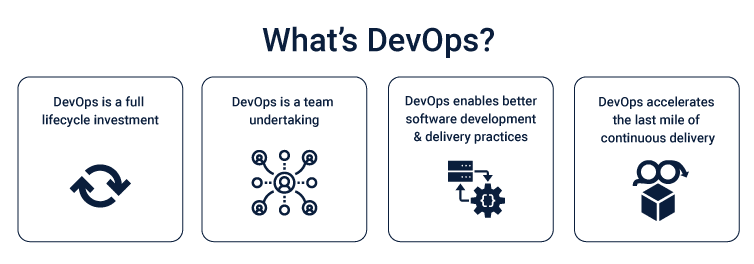 What's DevOps?
DevOps is a full
lifecycle investment
DevOps is a team
undertaking
DevOps enables better
software development
& delivery practices
DevOps accelerates
the last mile of
continuous delivery
{}